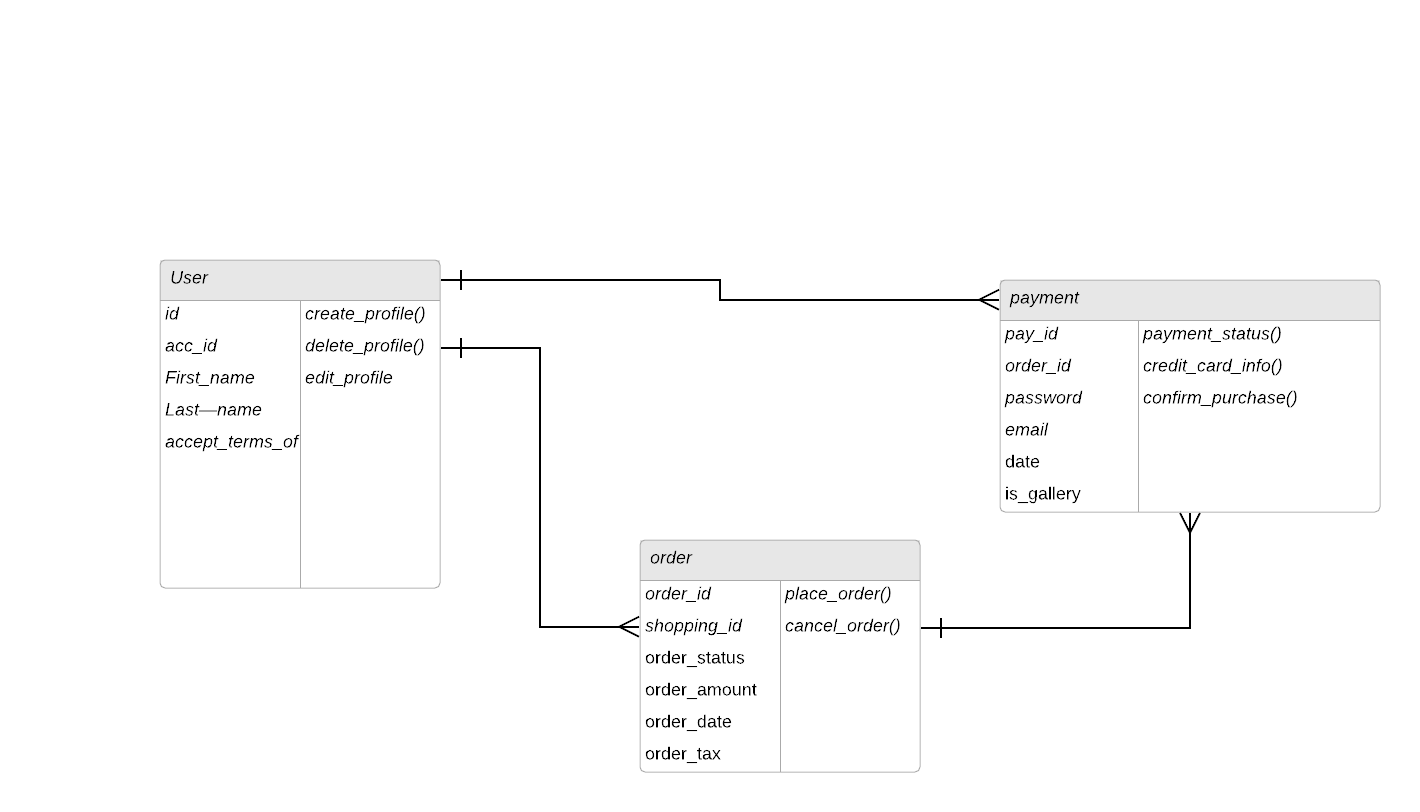 User
id
create_profile()
acc_id
delete_profile()
First_name
edit_profile
Last—name
accept_terms_of
payment
pay_id
payment_status()
order_id
credit_card_info()
password
confirm_purchase()
email
date
is_gallery
order
order_id
place_order()
shopping_id
cancel_order()
order_status
order_amount
order_date
order_tax